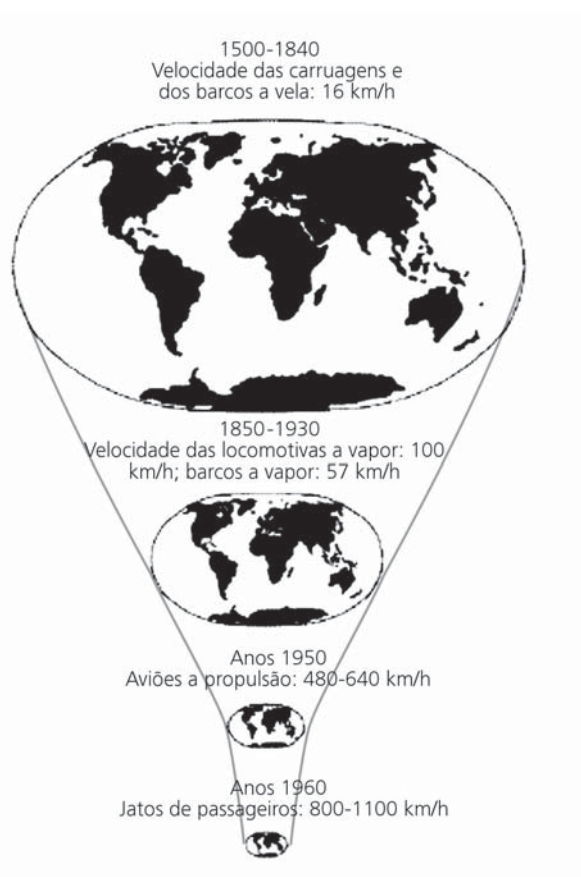 1500-1840
Velocidade das carruagens e
dos barcos a vela: 16 km/h
1850-1930
Velocidade das locomotivas a vapor: 100
km/h; barcos a vapor: 57 km/h
Anos 1950
Aviões a propulsão: 480-640 km/h
Anos 1960
Jatos de passageiros: 800-1100 km/h